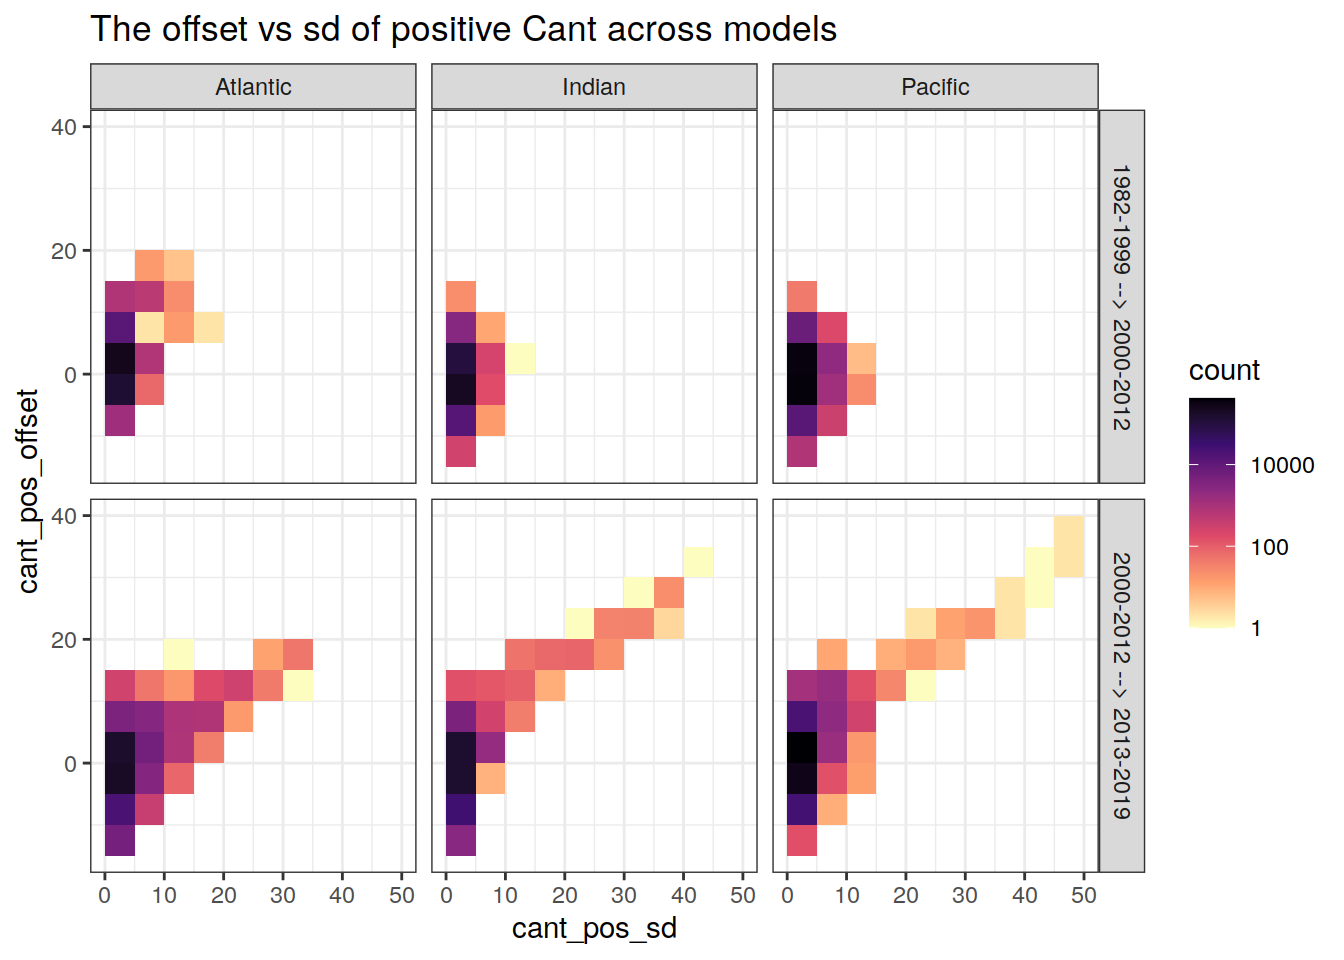 The offset vs sd of positive Cant across models
Atlantic
Indian
Pacific
40
20
0
1982-1999 --> 2000-2012
40
20
0
2000-2012 --> 2013-2019
cant_pos_offset
0 10 20 30 40 50
0 10 20 30 40 50
0 10 20 30 40 50
cant_pos_sd
count
10000
100
1